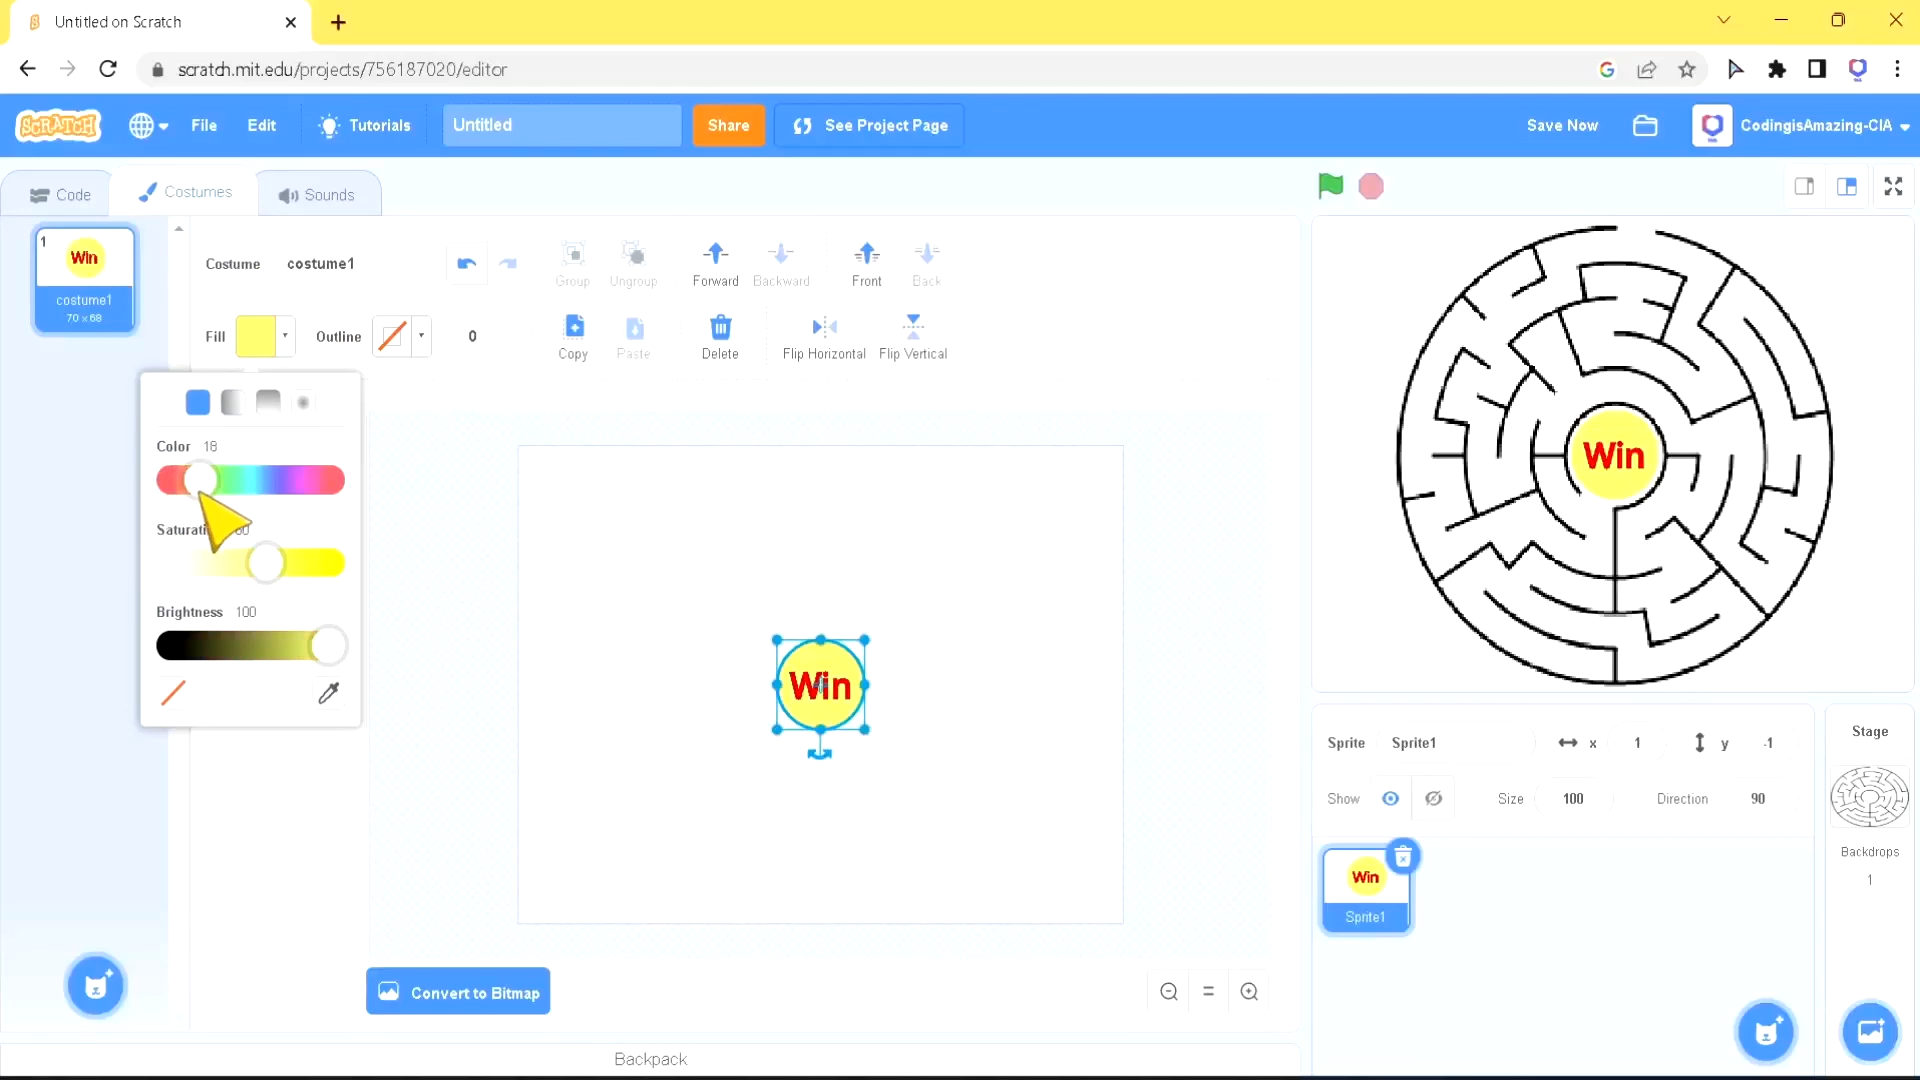 Untitled on Scratch
scratch.mit.edu/projects/756187020/editor
SCRATCH
File
Edit
Tutorials
Untitled
Share
See Project Page
Save Now
CodingisAmazing-CIA
Code
Costumes
Sounds
1
Win
costume1
70 x 68
Costume
costume1
Group
Ungroup
Forward
Backward
Front
Back
Fill
Outline
0
Copy
Paste
Delete
Flip Horizontal
Flip Vertical
Color 18
Brightness 100
Win
Win
Convert to Bitmap
Backpack
Sprite
Sprite1
x
1
y
-1
Show
Size
100
Direction
90
Win
Sprite1
Stage
Backdrops
1